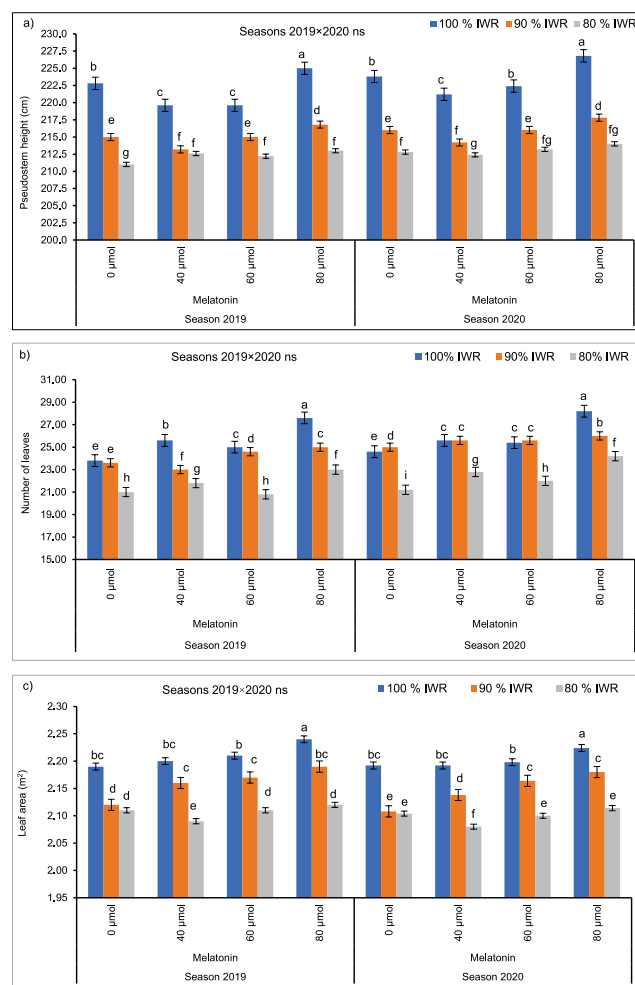 a)
Seasons 2019×2020 ns
100 % IWR 90 % IWR 80 % IWR
Pseudostem height (cm)
230,0
227,5
225,0
222,5
220,0
217,5
215,0
212,5
210,0
207,5
205,0
202,5
200,0
b e g c f f c e f a d f b e g c f g b e fg a d fg
0 µmol 40 µmol 60 µmol 80 µmol 0 µmol 40 µmol 60 µmol 80 µmol
Melatonin Melatonin
Season 2019 Season 2020
b)
Seasons 2019×2020 ns
100% IWR 90% IWR 80% IWR
Number of leaves
31,00
29,00
27,00
25,00
23,00
21,00
19,00
17,00
15,00
e e h b f g c d h a c f e d i c c g c c h a b f
0 µmol 40 µmol 60 µmol 80 µmol 0 µmol 40 µmol 60 µmol 80 µmol
Melatonin Melatonin
Season 2019 Season 2020
c)
Seasons 2019×2020 ns
100 % IWR 90 % IWR 80 % IWR
Leaf area (m²)
2.30
2.25
2.20
2.15
2.10
2.05
2.00
1.95
bc d d bc c e b c d a bc d bc e e bc d f b c e a c e
0 µmol 40 µmol 60 µmol 80 µmol 0 µmol 40 µmol 60 µmol 80 µmol
Melatonin Melatonin
Season 2019 Season 2020